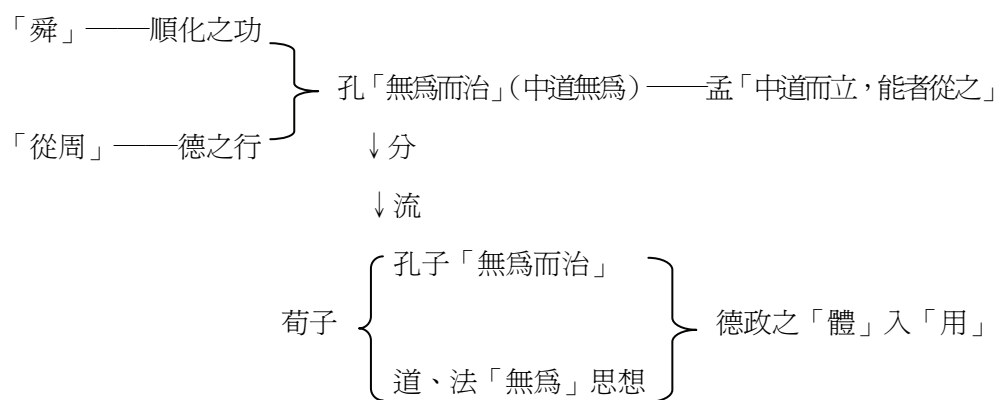 「舜」——順化之功
孔「無爲而治」（中道無爲）——孟「中道而立，能者從之」
「從周」——德之行
↓分
↓流
孔子「無爲而治」
荀子
德政之「體」入「用」
道、法「無爲」思想